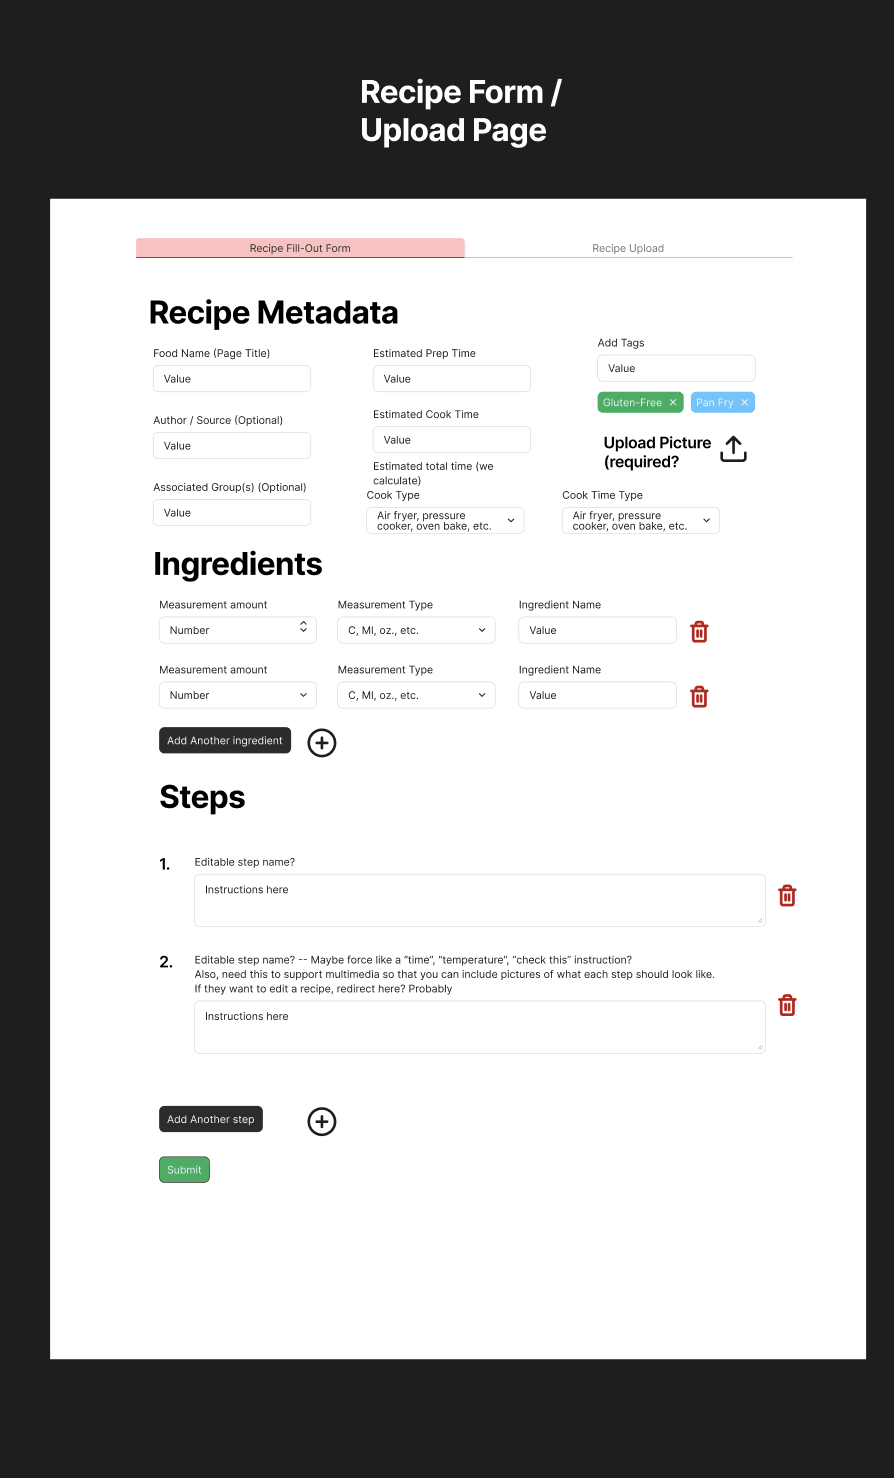 Recipe Form /
Upload Page
Recipe Fill-Out Form
Recipe Upload
Recipe Metadata
Food Name (Page Title)
Value
Author / Source (Optional)
Value
Associated Group(s) (Optional)
Value
Estimated Prep Time
Value
Estimated Cook Time
Value
Estimated total time (we
calculate)
Cook Type
Air fryer, pressure
cooker, oven bake, etc.
Add Tags
Value
Gluten-Free
Pan Fry
Upload Picture
(required?
Cook Time Type
Air fryer, pressure
cooker, oven bake, etc.
Ingredients
Measurement amount
Number
Measurement Type
C, Ml, oz., etc.
Ingredient Name
Value
Measurement amount
Number
Measurement Type
C, Ml, oz., etc.
Ingredient Name
Value
Add Another ingredient
Steps
1.
Editable step name?
Instructions here
2.
Editable step name? -- Maybe force like a “time”, “temperature”, “check this” instruction?
Also, need this to support multimedia so that you can include pictures of what each step should look like.
If they want to edit a recipe, redirect here? Probably
Instructions here
Add Another step
Submit